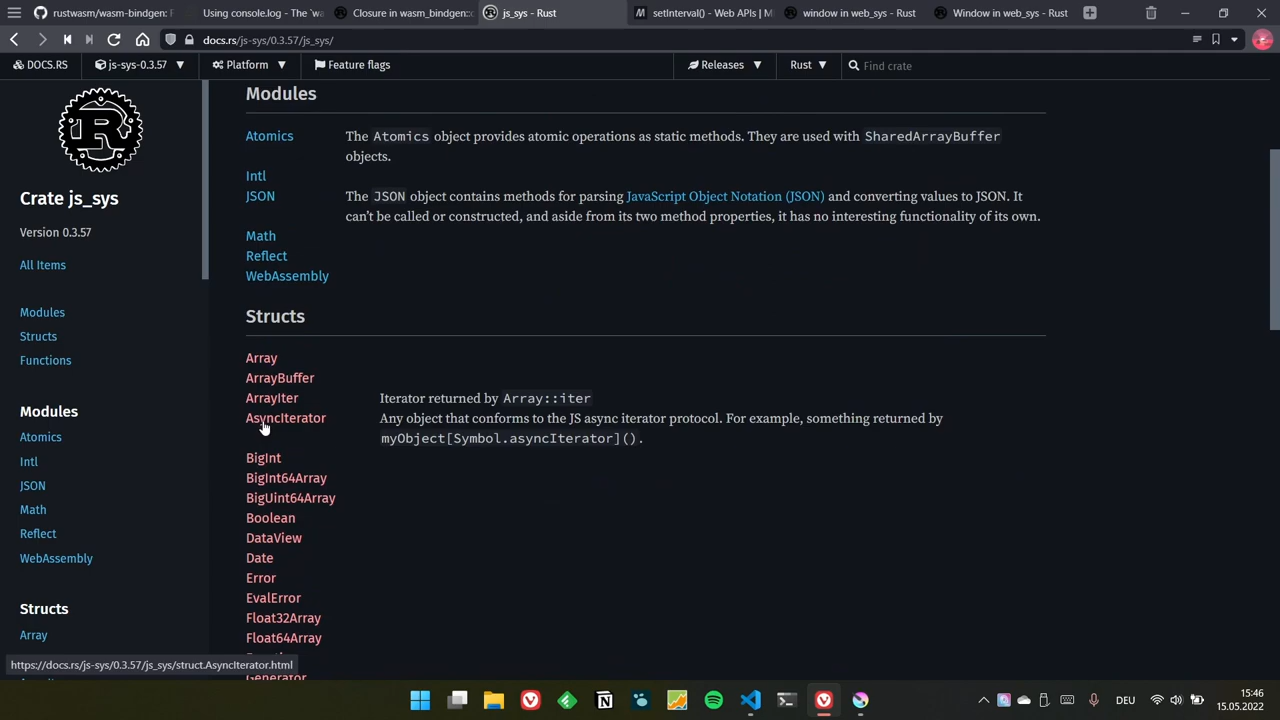 rustwasm/wasm-bindgen: F
Using console.log - The `wa
Closure in wasm_bindgen::c
js_sys - Rust
setInterval() - Web APIs | M
window in web_sys - Rust
Window in web_sys - Rust
docs.rs/js-sys/0.3.57/js_sys/
DOCS.RS
js-sys-0.3.57
Platform
Feature flags
Releases
Rust
Find crate
Crate js_sys
Version 0.3.57
All Items
Modules
Structs
Functions
Modules
Atomics
Intl
JSON
Math
Reflect
WebAssembly
Structs
Array
Modules
Atomics The Atomics object provides atomic operations as static methods. They are used with SharedArrayBuffer
objects.
Intl
JSON The JSON object contains methods for parsing JavaScript Object Notation (JSON) and converting values to JSON. It
can't be called or constructed, and aside from its two method properties, it has no interesting functionality of its own.
Math
Reflect
WebAssembly
Structs
Array
ArrayBuffer
ArrayIter Iterator returned by Array::iter
AsyncIterator Any object that conforms to the JS async iterator protocol. For example, something returned by
myObject[Symbol.asyncIterator]().
BigInt
BigInt64Array
BigUint64Array
Boolean
DataView
Date
Error
EvalError
Float32Array
Float64Array
Generator
https://docs.rs/js-sys/0.3.57/js_sys/struct.AsyncIterator.html
DEU
15:46
15.05.2022